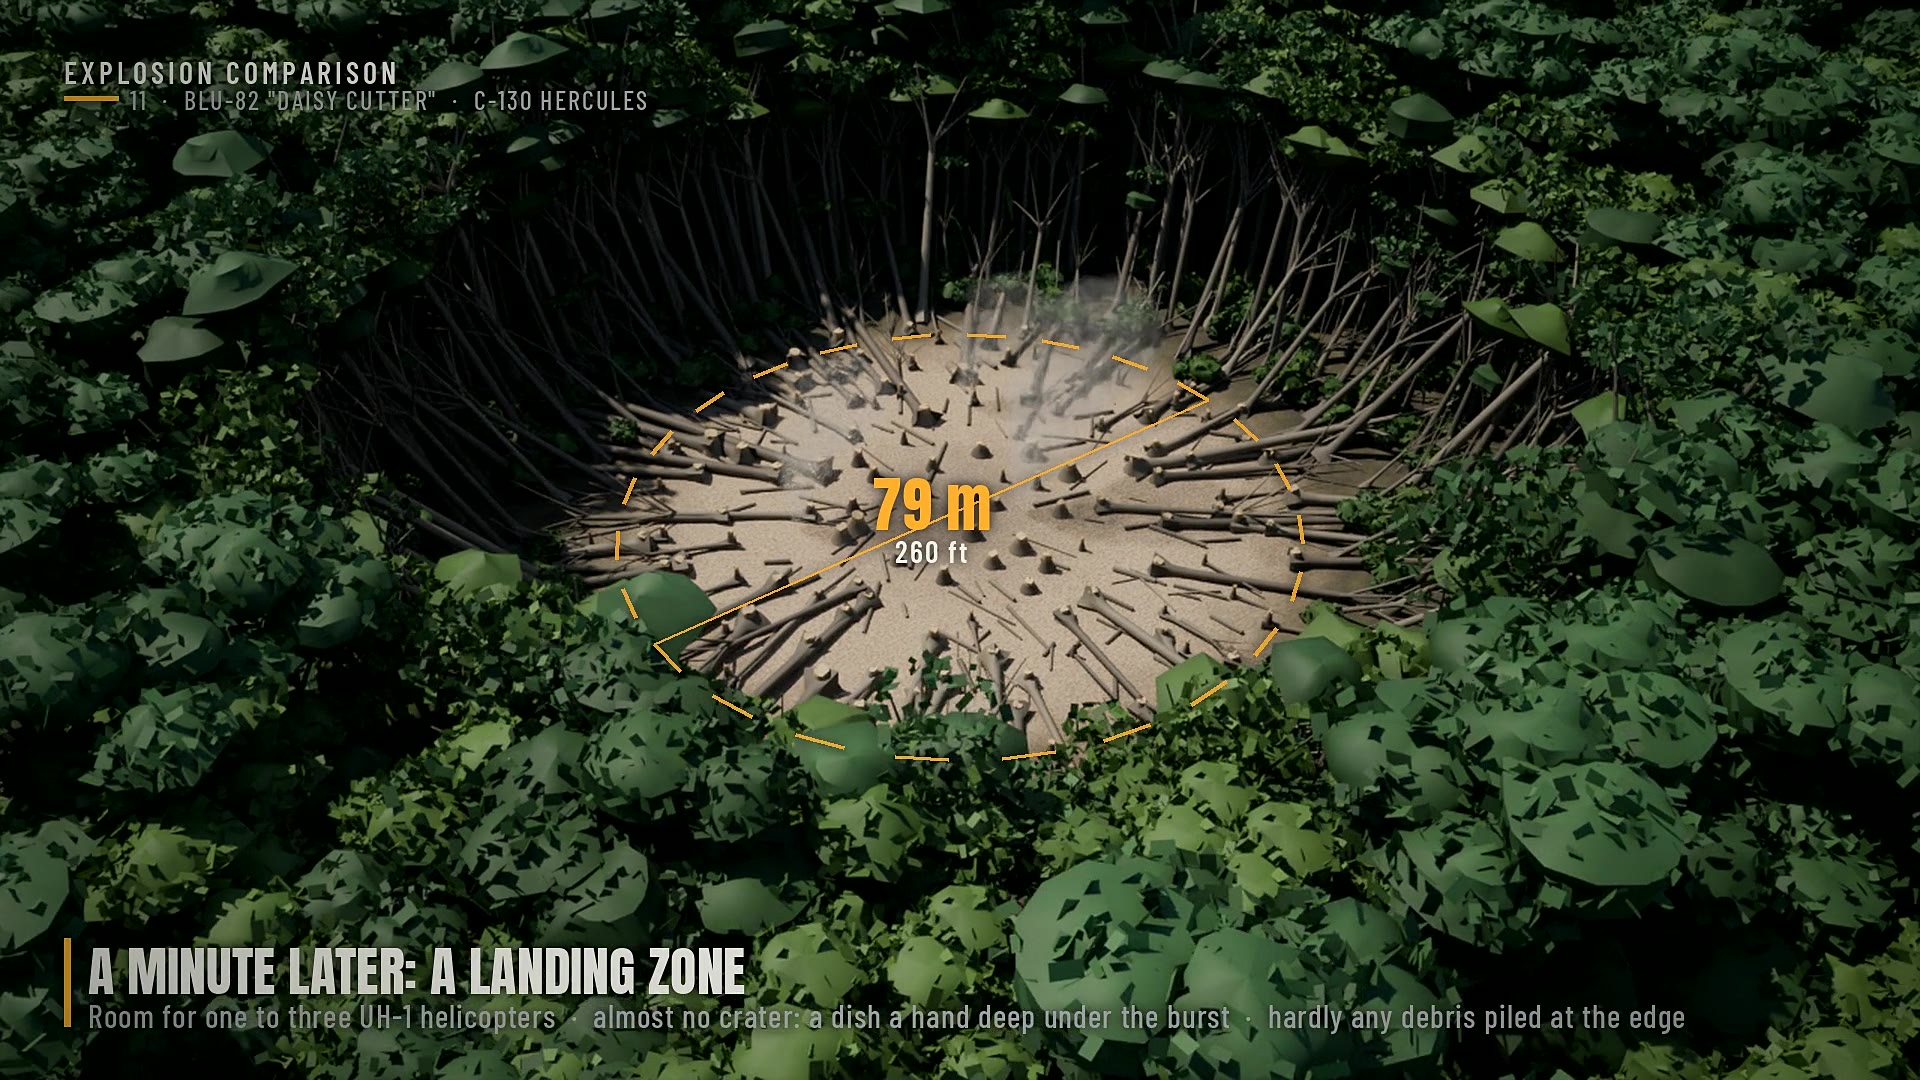 EXPLOSION COMPARISON
11 · BLU-82 "DAISY CUTTER" · C-130 HERCULES
79 m
260 ft
A MINUTE LATER: A LANDING ZONE
Room for one to three UH-1 helicopters · almost no crater: a dish a hand deep under the burst · hardly any debris piled at the edge